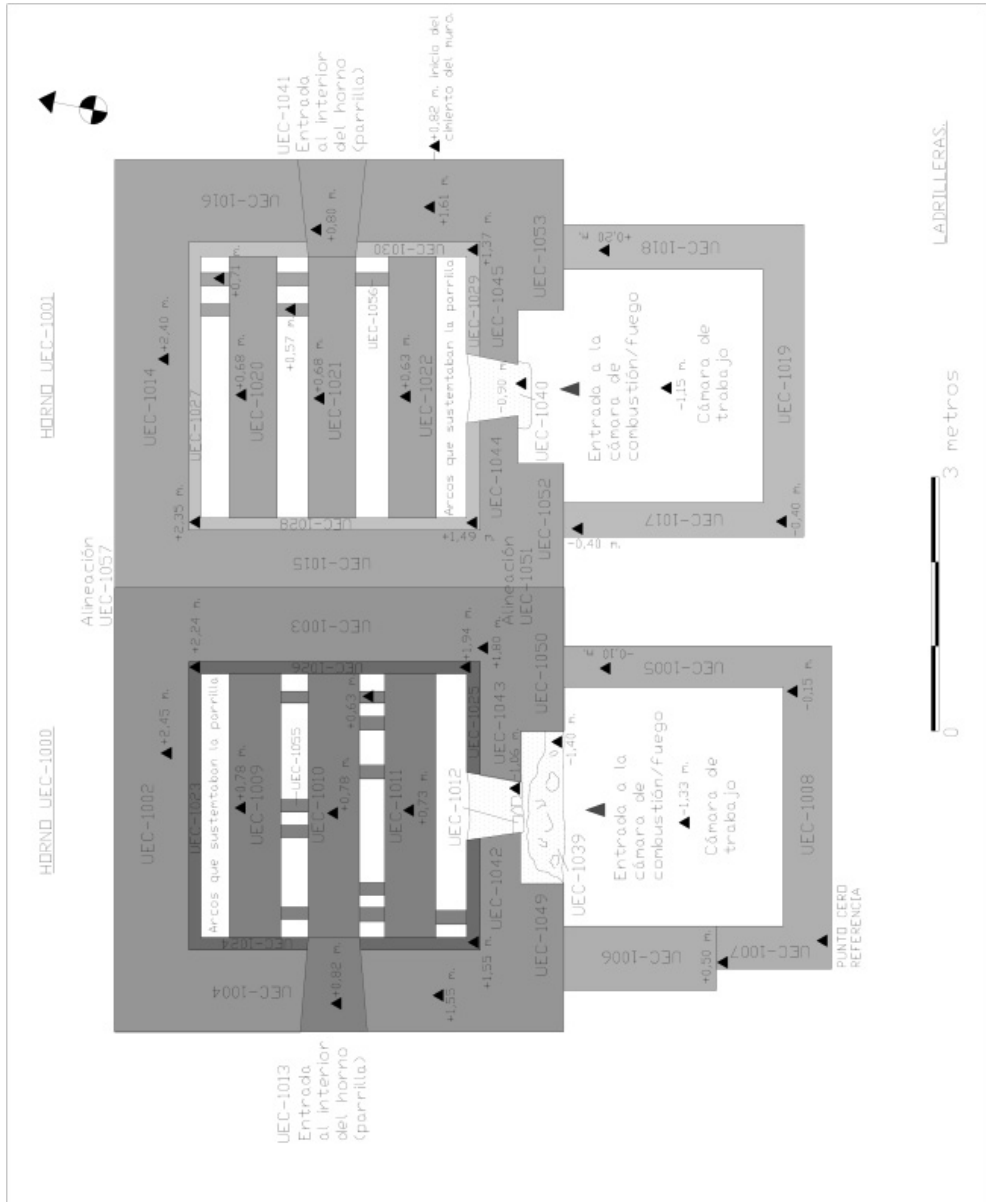 HORNO UEC-1000
HORNO UEC-1001
Alineación
UEC-1057
UEC-1002
+2,45 m.
UEC-1014
+2,40 m.
UEC-1023
+2,24 m.
+2,35 m.
UEC-1027
Arcos que sustentaban la parrilla
+0,78 m.
UEC-1009
UEC-1055
UEC-1010
+0,78 m.
+0,63 m.
UEC-1011
+0,73 m.
UEC-1024
UEC-1026
UEC-1003
UEC-1004
+0,82 m.
+1,55 m.
UEC-1013
Entrada
al interior
del horno
(parrilla)
UEC-1025
+1,94 m.
+1,80 m.
+1,55 m.
UEC-1012
UEC-1042
UEC-1043
-1,06 m.
UEC-1049
UEC-1050
-1,40 m.
UEC-1039
Entrada a la
cámara de
combustión/fuego
-1,33 m.
Cámara de
trabajo
UEC-1005
-0,10 m.
-0,15 m.
UEC-1006
+0,50 m.
UEC-1007
UEC-1008
PUNTO CERO
REFERENCIA
UEC-1015
UEC-1028
+0,71 m.
+0,68 m.
UEC-1020
+0,57 m.
+0,68 m.
UEC-1021
UEC-1056
+0,63 m.
UEC-1022
Arcos que sustentaban la parrilla
UEC-1016
UEC-1030
+0,80 m.
+1,61 m.
UEC-1041
Entrada
al interior
del horno
(parrilla)
+0,82 m. inicio del
cimiento del muro.
+1,49 m
UEC-1029
+1,37 m.
UEC-1044
UEC-1045
-0,90 m.
Alineación
UEC-1051
UEC-1052
UEC-1053
UEC-1040
Entrada a la
cámara de
combustión/fuego
-1,15 m.
Cámara de
trabajo
UEC-1017
-0,40 m.
-0,40 m.
UEC-1018
+0,20 m.
UEC-1019
0
3 metros
LADRILLERAS.